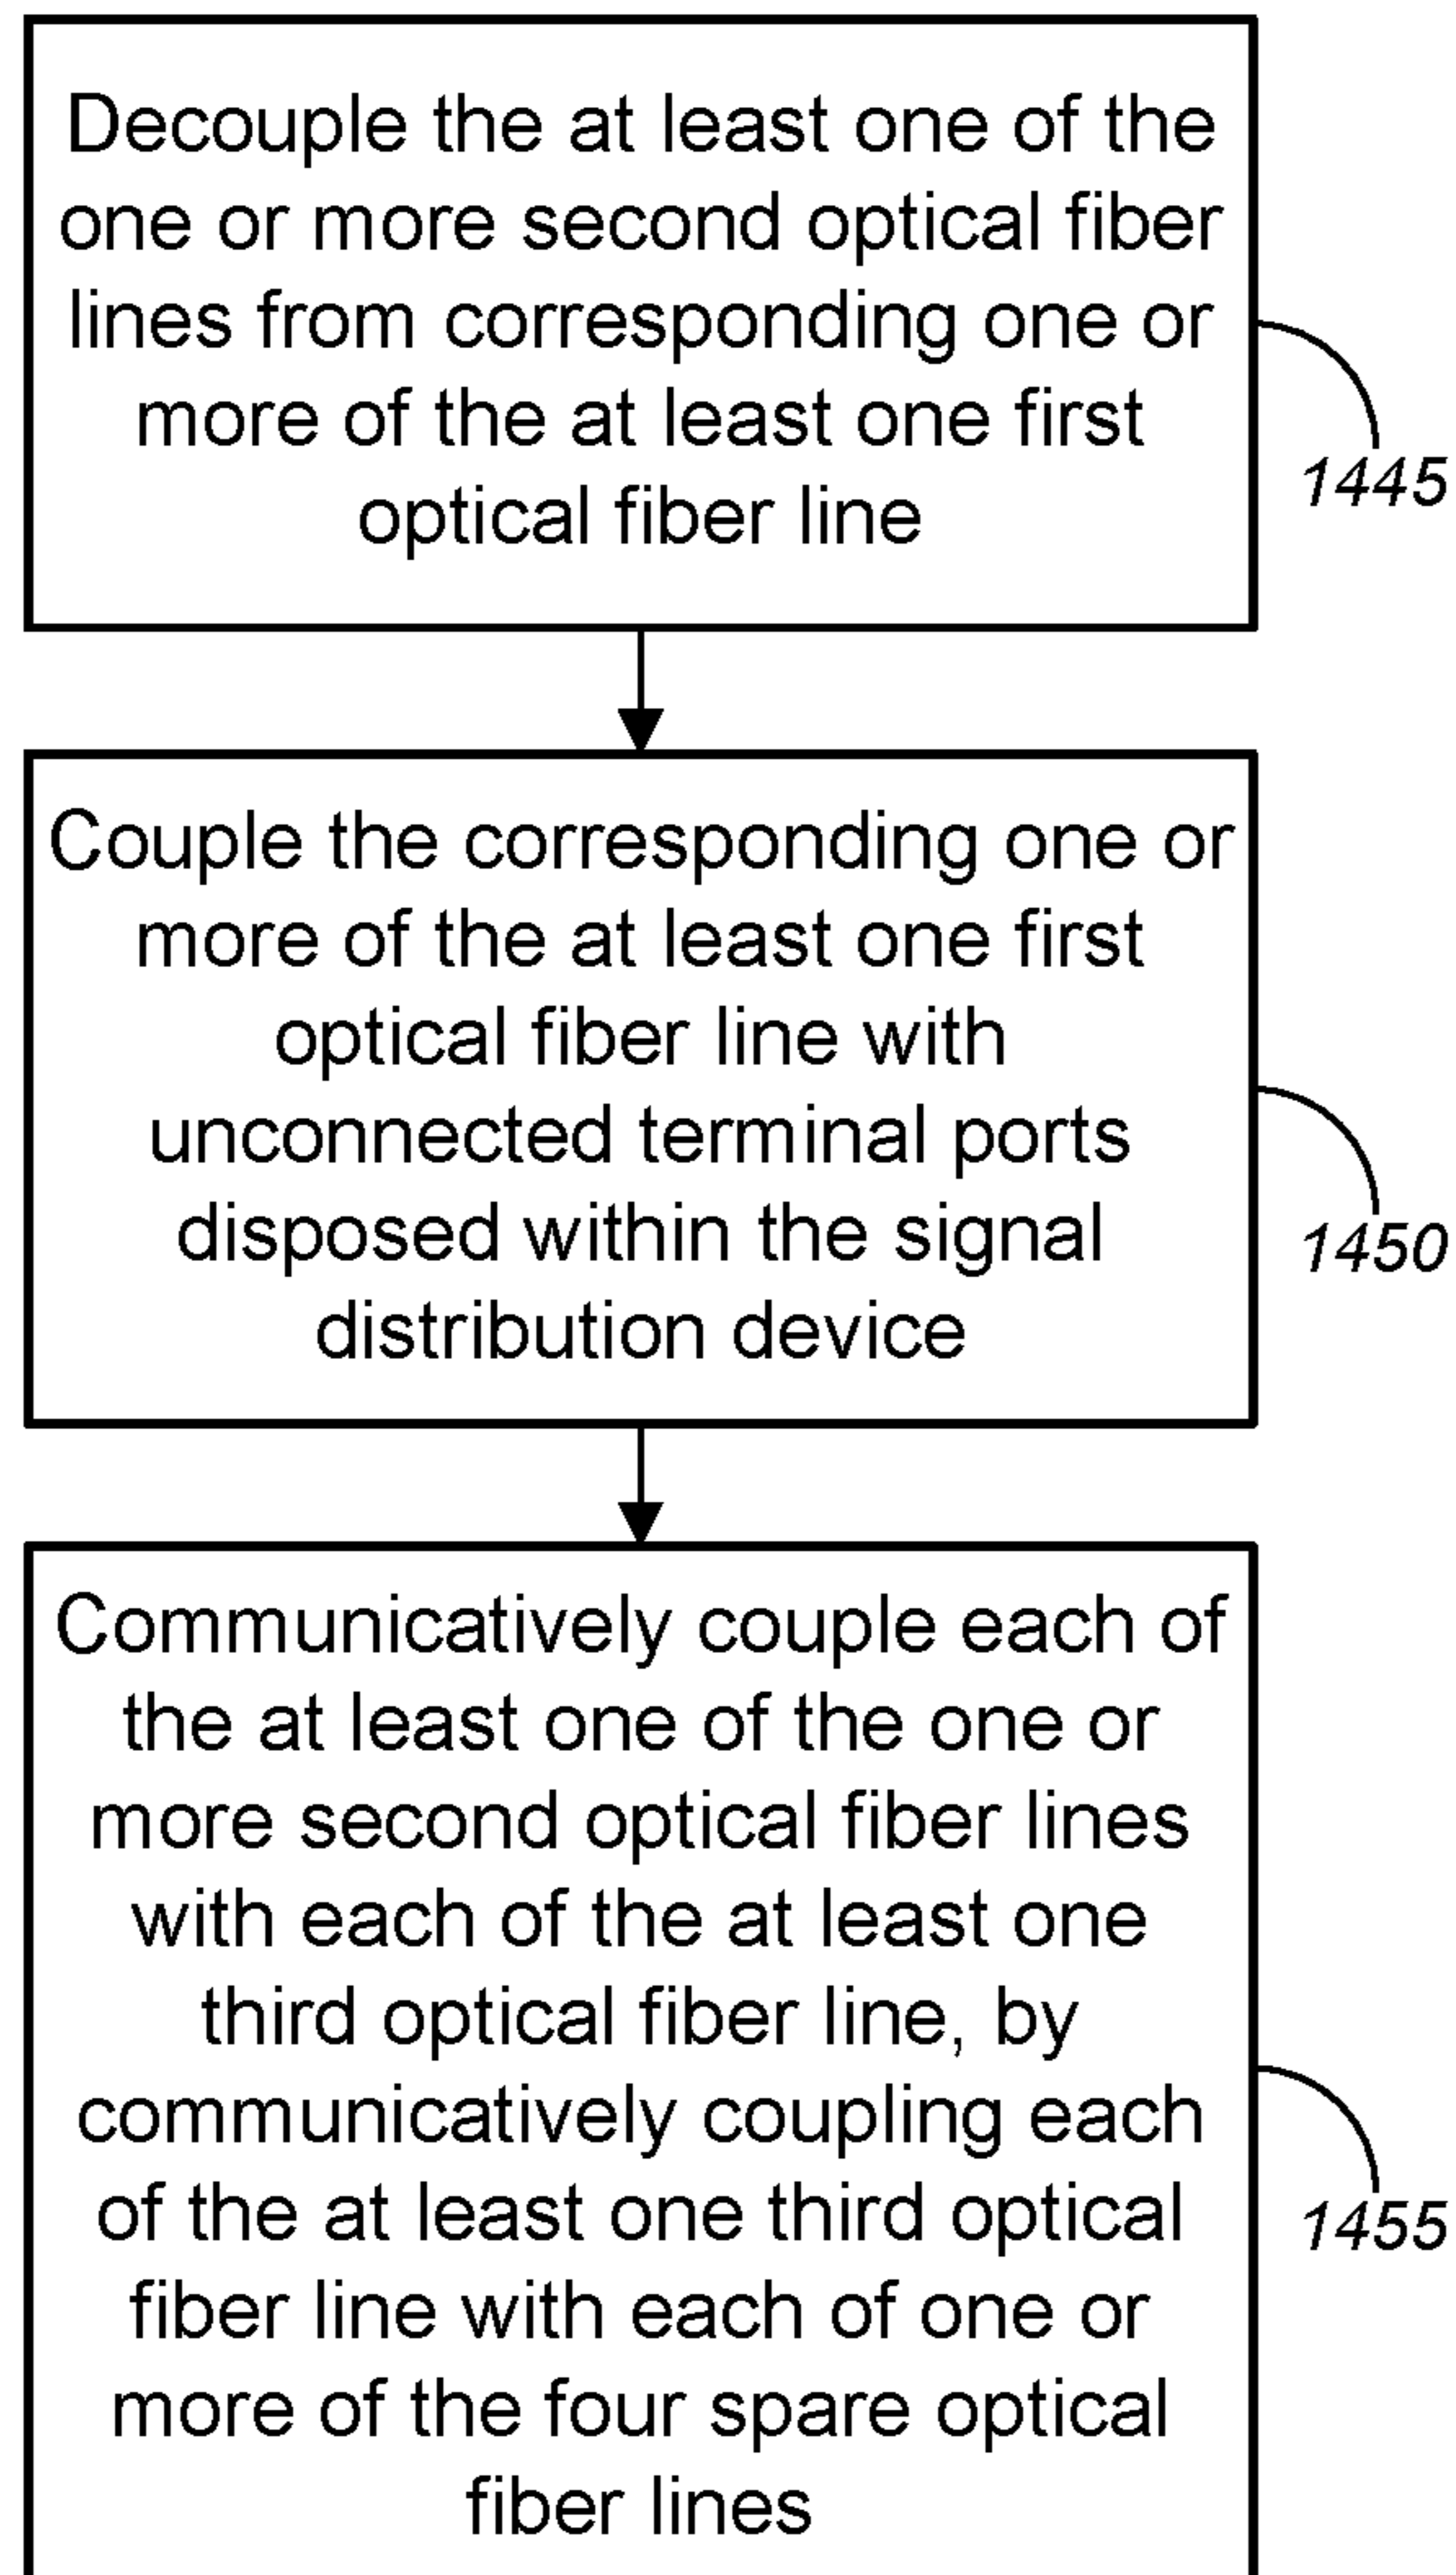 Decouple the at least one of the
one or more second optical fiber
lines from corresponding one or
more of the at least one first
optical fiber line
1445
Couple the corresponding one or
more of the at least one first
optical fiber line with
unconnected terminal ports
disposed within the signal
distribution device
1450
Communicatively couple each of
the at least one of the one or
more second optical fiber lines
with each of the at least one
third optical fiber line, by
communicatively coupling each
of the at least one third optical
fiber line with each of one or
more of the four spare optical
fiber lines
1455